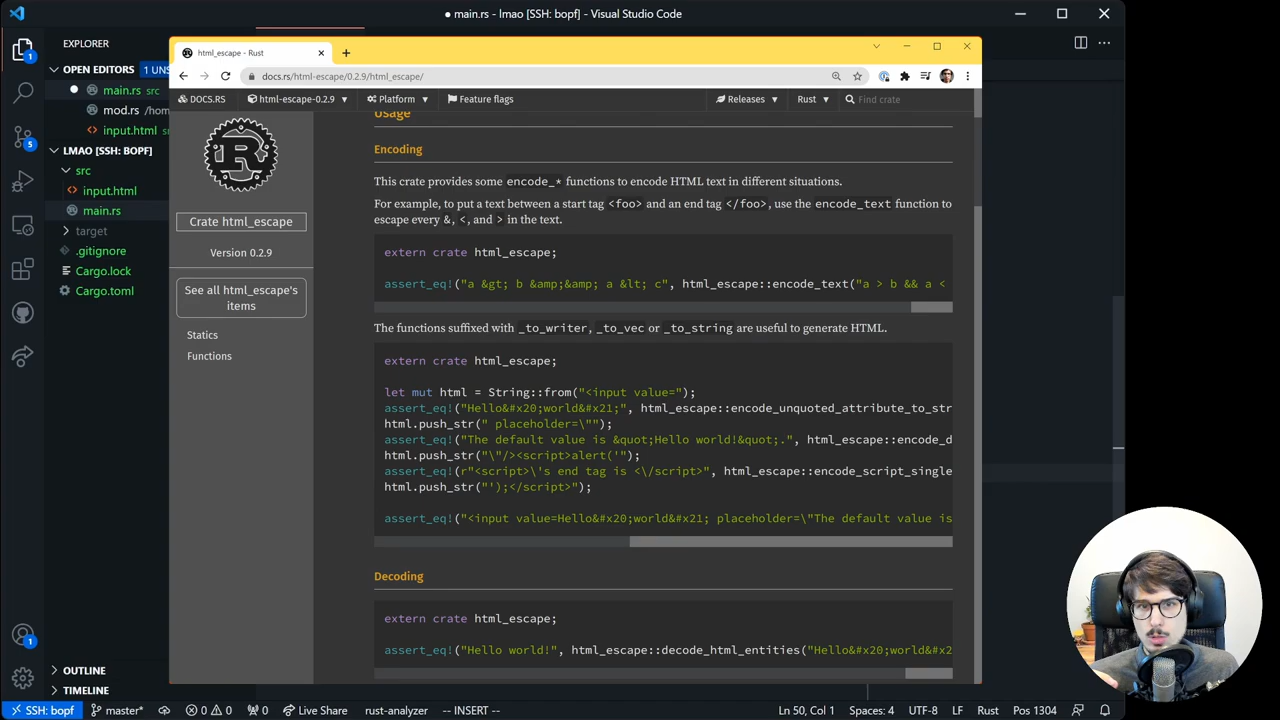 main.rs - lmao [SSH: bopf] - Visual Studio Code
EXPLORER
OPEN EDITORS 1 UNS
main.rs src
mod.rs /hom
input.html
LMAO [SSH: BOPF]
src
input.html
main.rs
target
.gitignore
Cargo.lock
Cargo.toml
OUTLINE
TIMELINE
1
5
1
html_escape - Rust
docs.rs/html-escape/0.2.9/html_escape/
DOCS.RS html-escape-0.2.9 Platform Feature flags Releases Rust Find crate
Crate html_escape
Version 0.2.9
See all html_escape's
items
Statics
Functions
Usage
Encoding
This crate provides some encode_* functions to encode HTML text in different situations.
For example, to put a text between a start tag <foo> and an end tag </foo>, use the encode_text function to
escape every &, <, and > in the text.
extern crate html_escape;
assert_eq!("a &gt; b &amp;&amp; a &lt; c", html_escape::encode_text("a > b && a <
The functions suffixed with _to_writer, _to_vec or _to_string are useful to generate HTML.
extern crate html_escape;
let mut html = String::from("<input value=");
assert_eq!("Hello&#x20;world&#x21;", html_escape::encode_unquoted_attribute_to_str
html.push_str(" placeholder=\"");
assert_eq!("The default value is &quot;Hello world!&quot;.", html_escape::encode_d
html.push_str("\"/><script>alert('");
assert_eq!(r"<script>\'s end tag is <\/script>", html_escape::encode_script_single
html.push_str("');</script>");
assert_eq!("<input value=Hello&#x20;world&#x21; placeholder=\"The default value is
Decoding
extern crate html_escape;
assert_eq!("Hello world!", html_escape::decode_html_entities("Hello&#x20;world&#x2
SSH: bopf master* 0 0 0 Live Share rust-analyzer -- INSERT -- Ln 50, Col 1 Spaces: 4 UTF-8 LF Rust Pos 1304